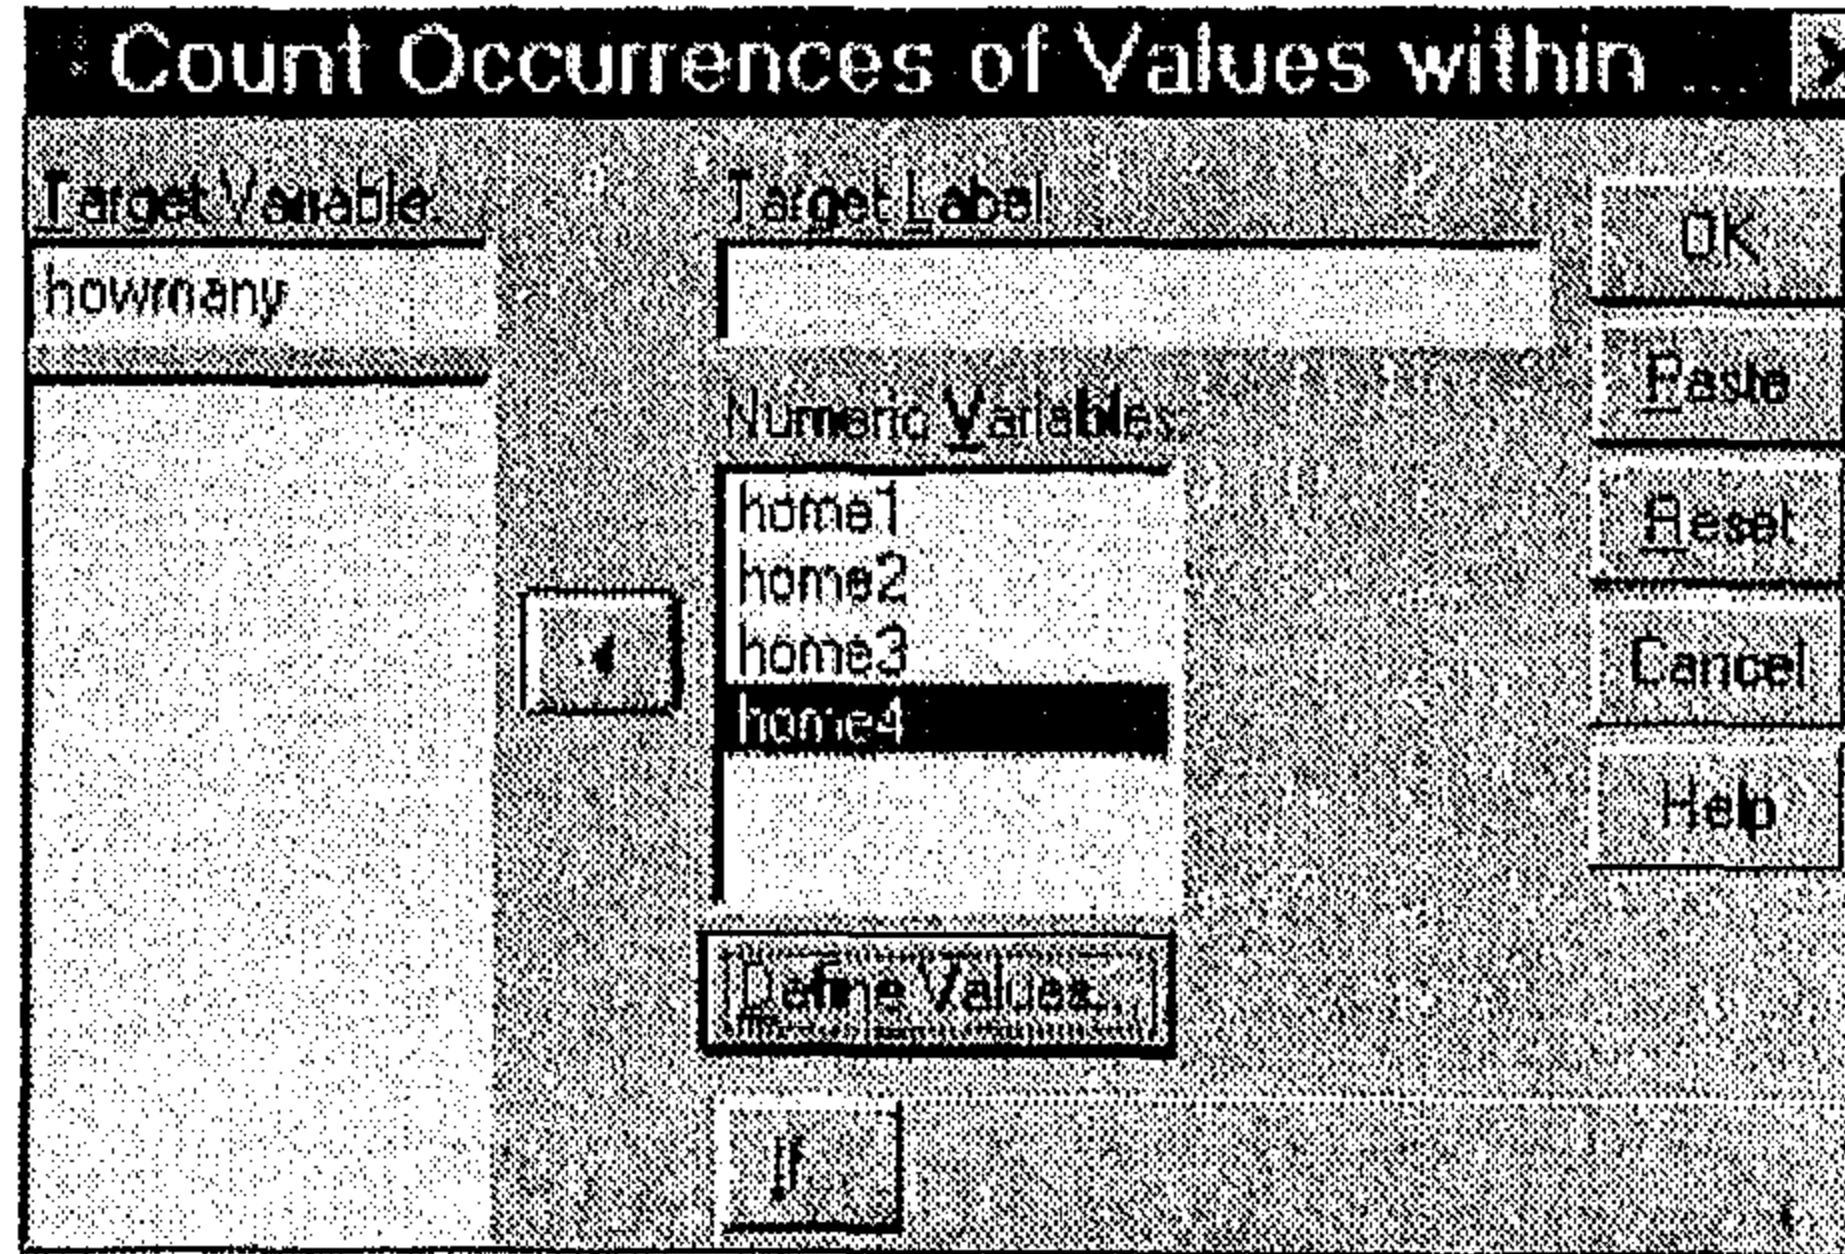 Count Occurrences of Values within ...
Target Variable:
howmany
Target Label:
Numeric Variables:
home1
home2
home3
home4
Define Values...
If...
OK
Paste
Reset
Cancel
Help